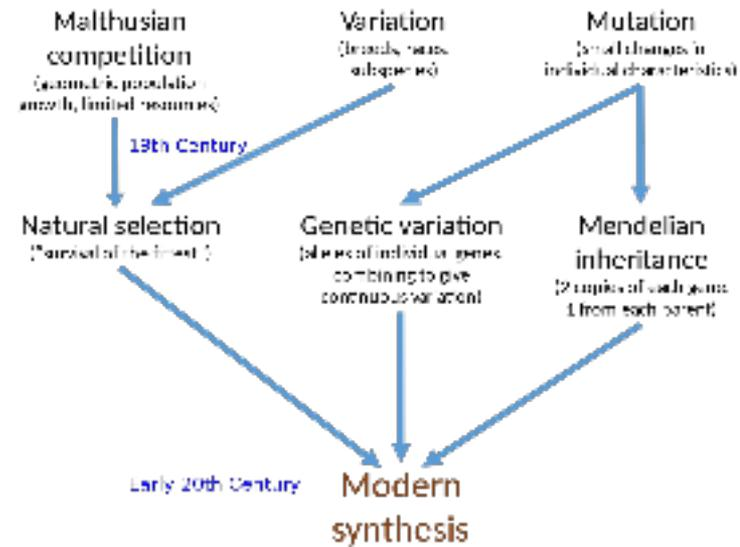 Malthusian
competition
(geometric population
growth, limited resources)
Variation
(breeds, races,
subspecies)
Mutation
(small changes in
individual characteristics)
19th Century
Natural selection
("survival of the fittest")
Genetic variation
(alleles of individual genes
combining to give
continuous variation)
Mendelian
inheritance
(2 copies of each gene,
1 from each parent)
Early 20th Century
Modern
synthesis